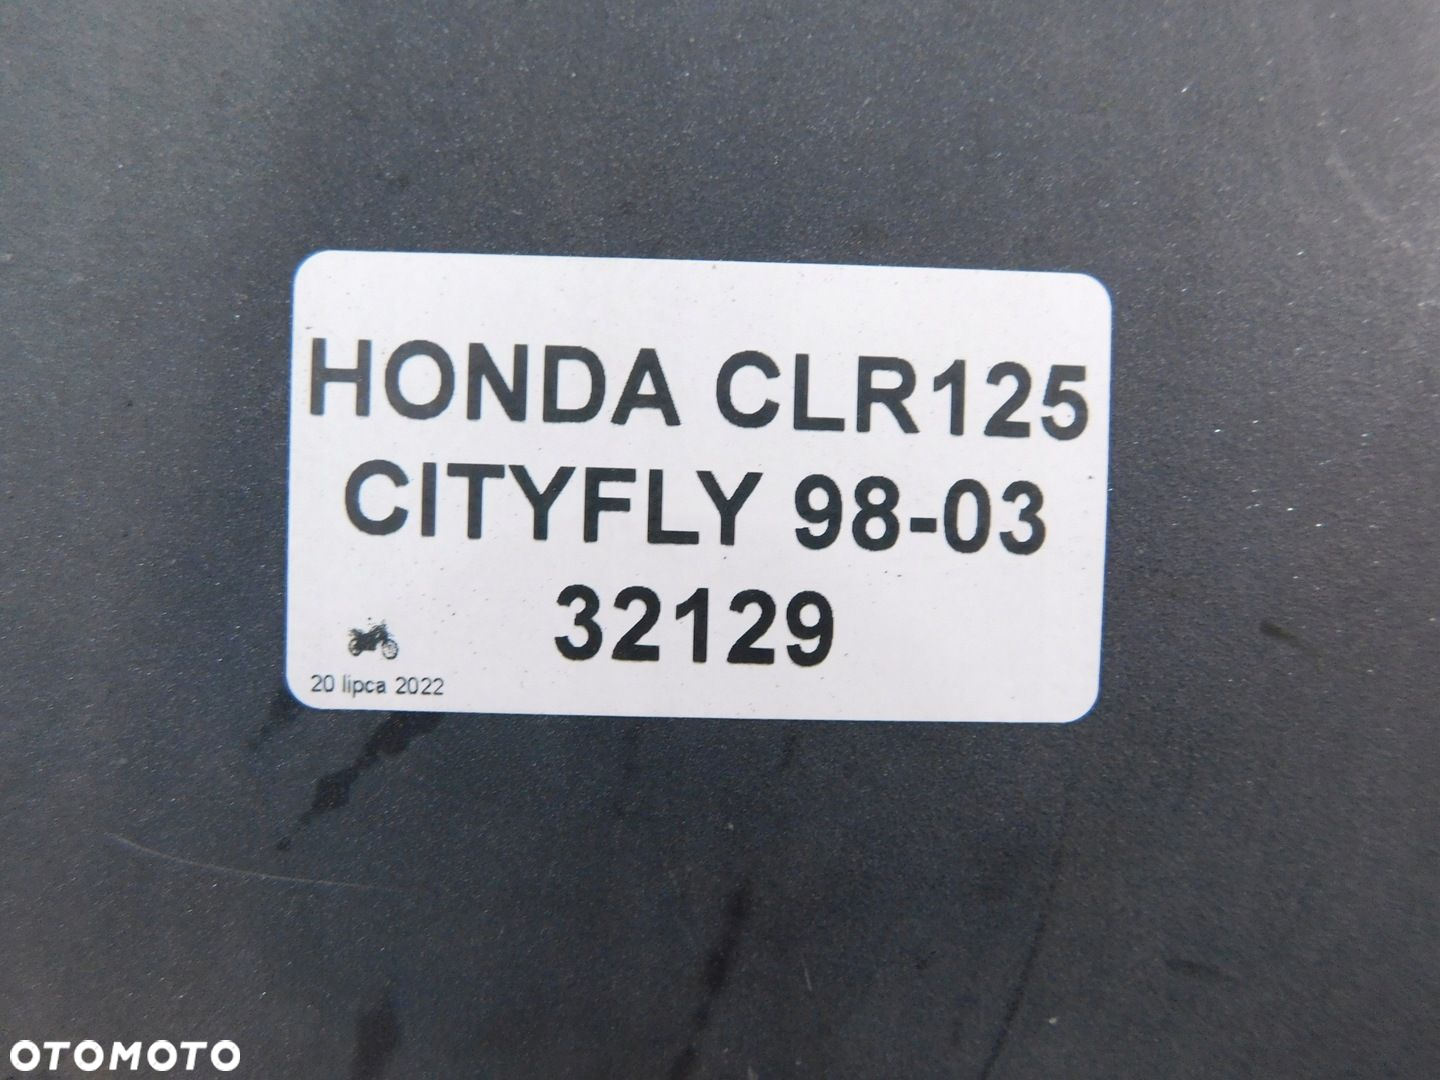 HONDA CLR125
CITYFLY 98-03
32129
20 lipca 2022
OTOMOTO